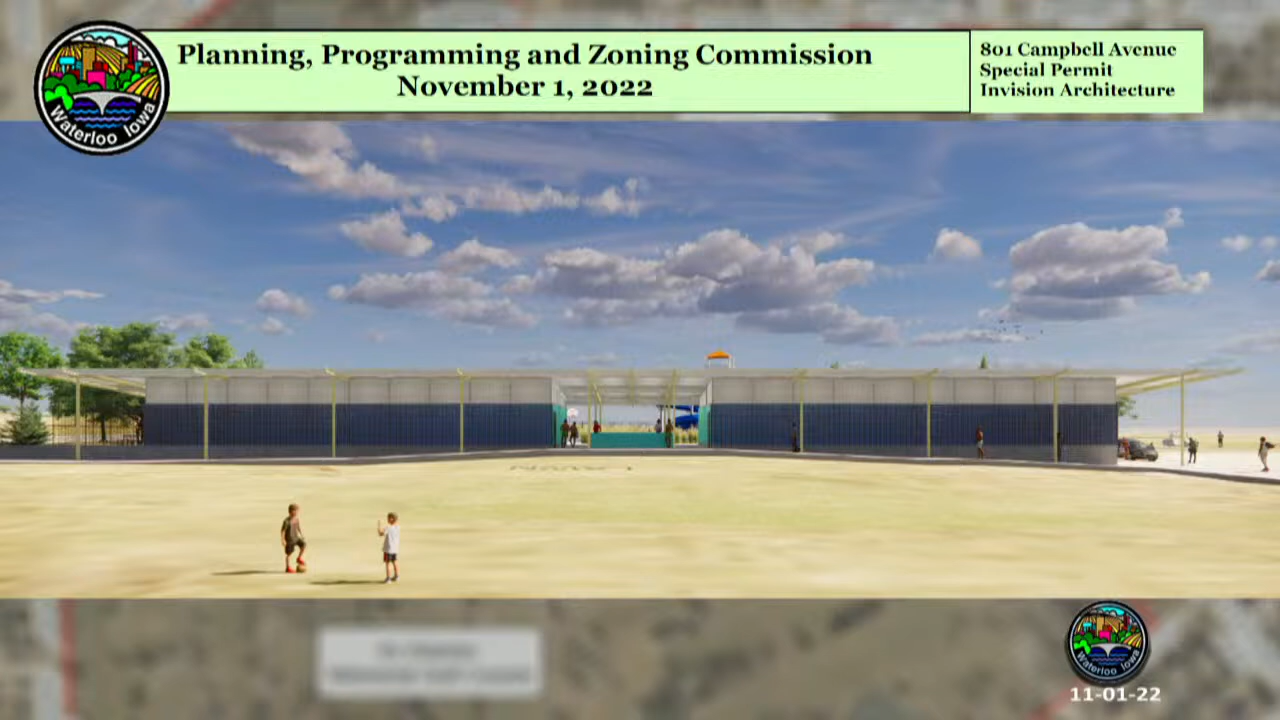 Planning, Programming and Zoning Commission
November 1, 2022
801 Campbell Avenue
Special Permit
Invision Architecture
Waterloo Iowa
LAWN
Waterloo Iowa
11-01-22